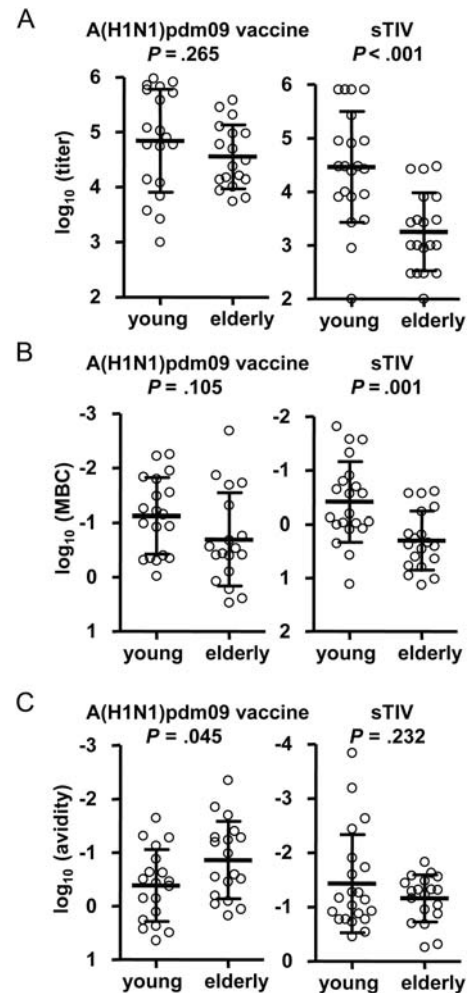 A
A(H1N1)pdm09 vaccine
P = .265
sTIV
P < .001
log10 (titer)
6
5
4
3
2
young elderly
6
5
4
3
2
young elderly
B
A(H1N1)pdm09 vaccine
P = .105
sTIV
P = .001
log10 (MBC)
-3
-2
-1
0
1
young elderly
-2
-1
0
1
2
young elderly
C
A(H1N1)pdm09 vaccine
P = .045
sTIV
P = .232
log10 (avidity)
-3
-2
-1
0
1
young elderly
-4
-3
-2
-1
0
young elderly